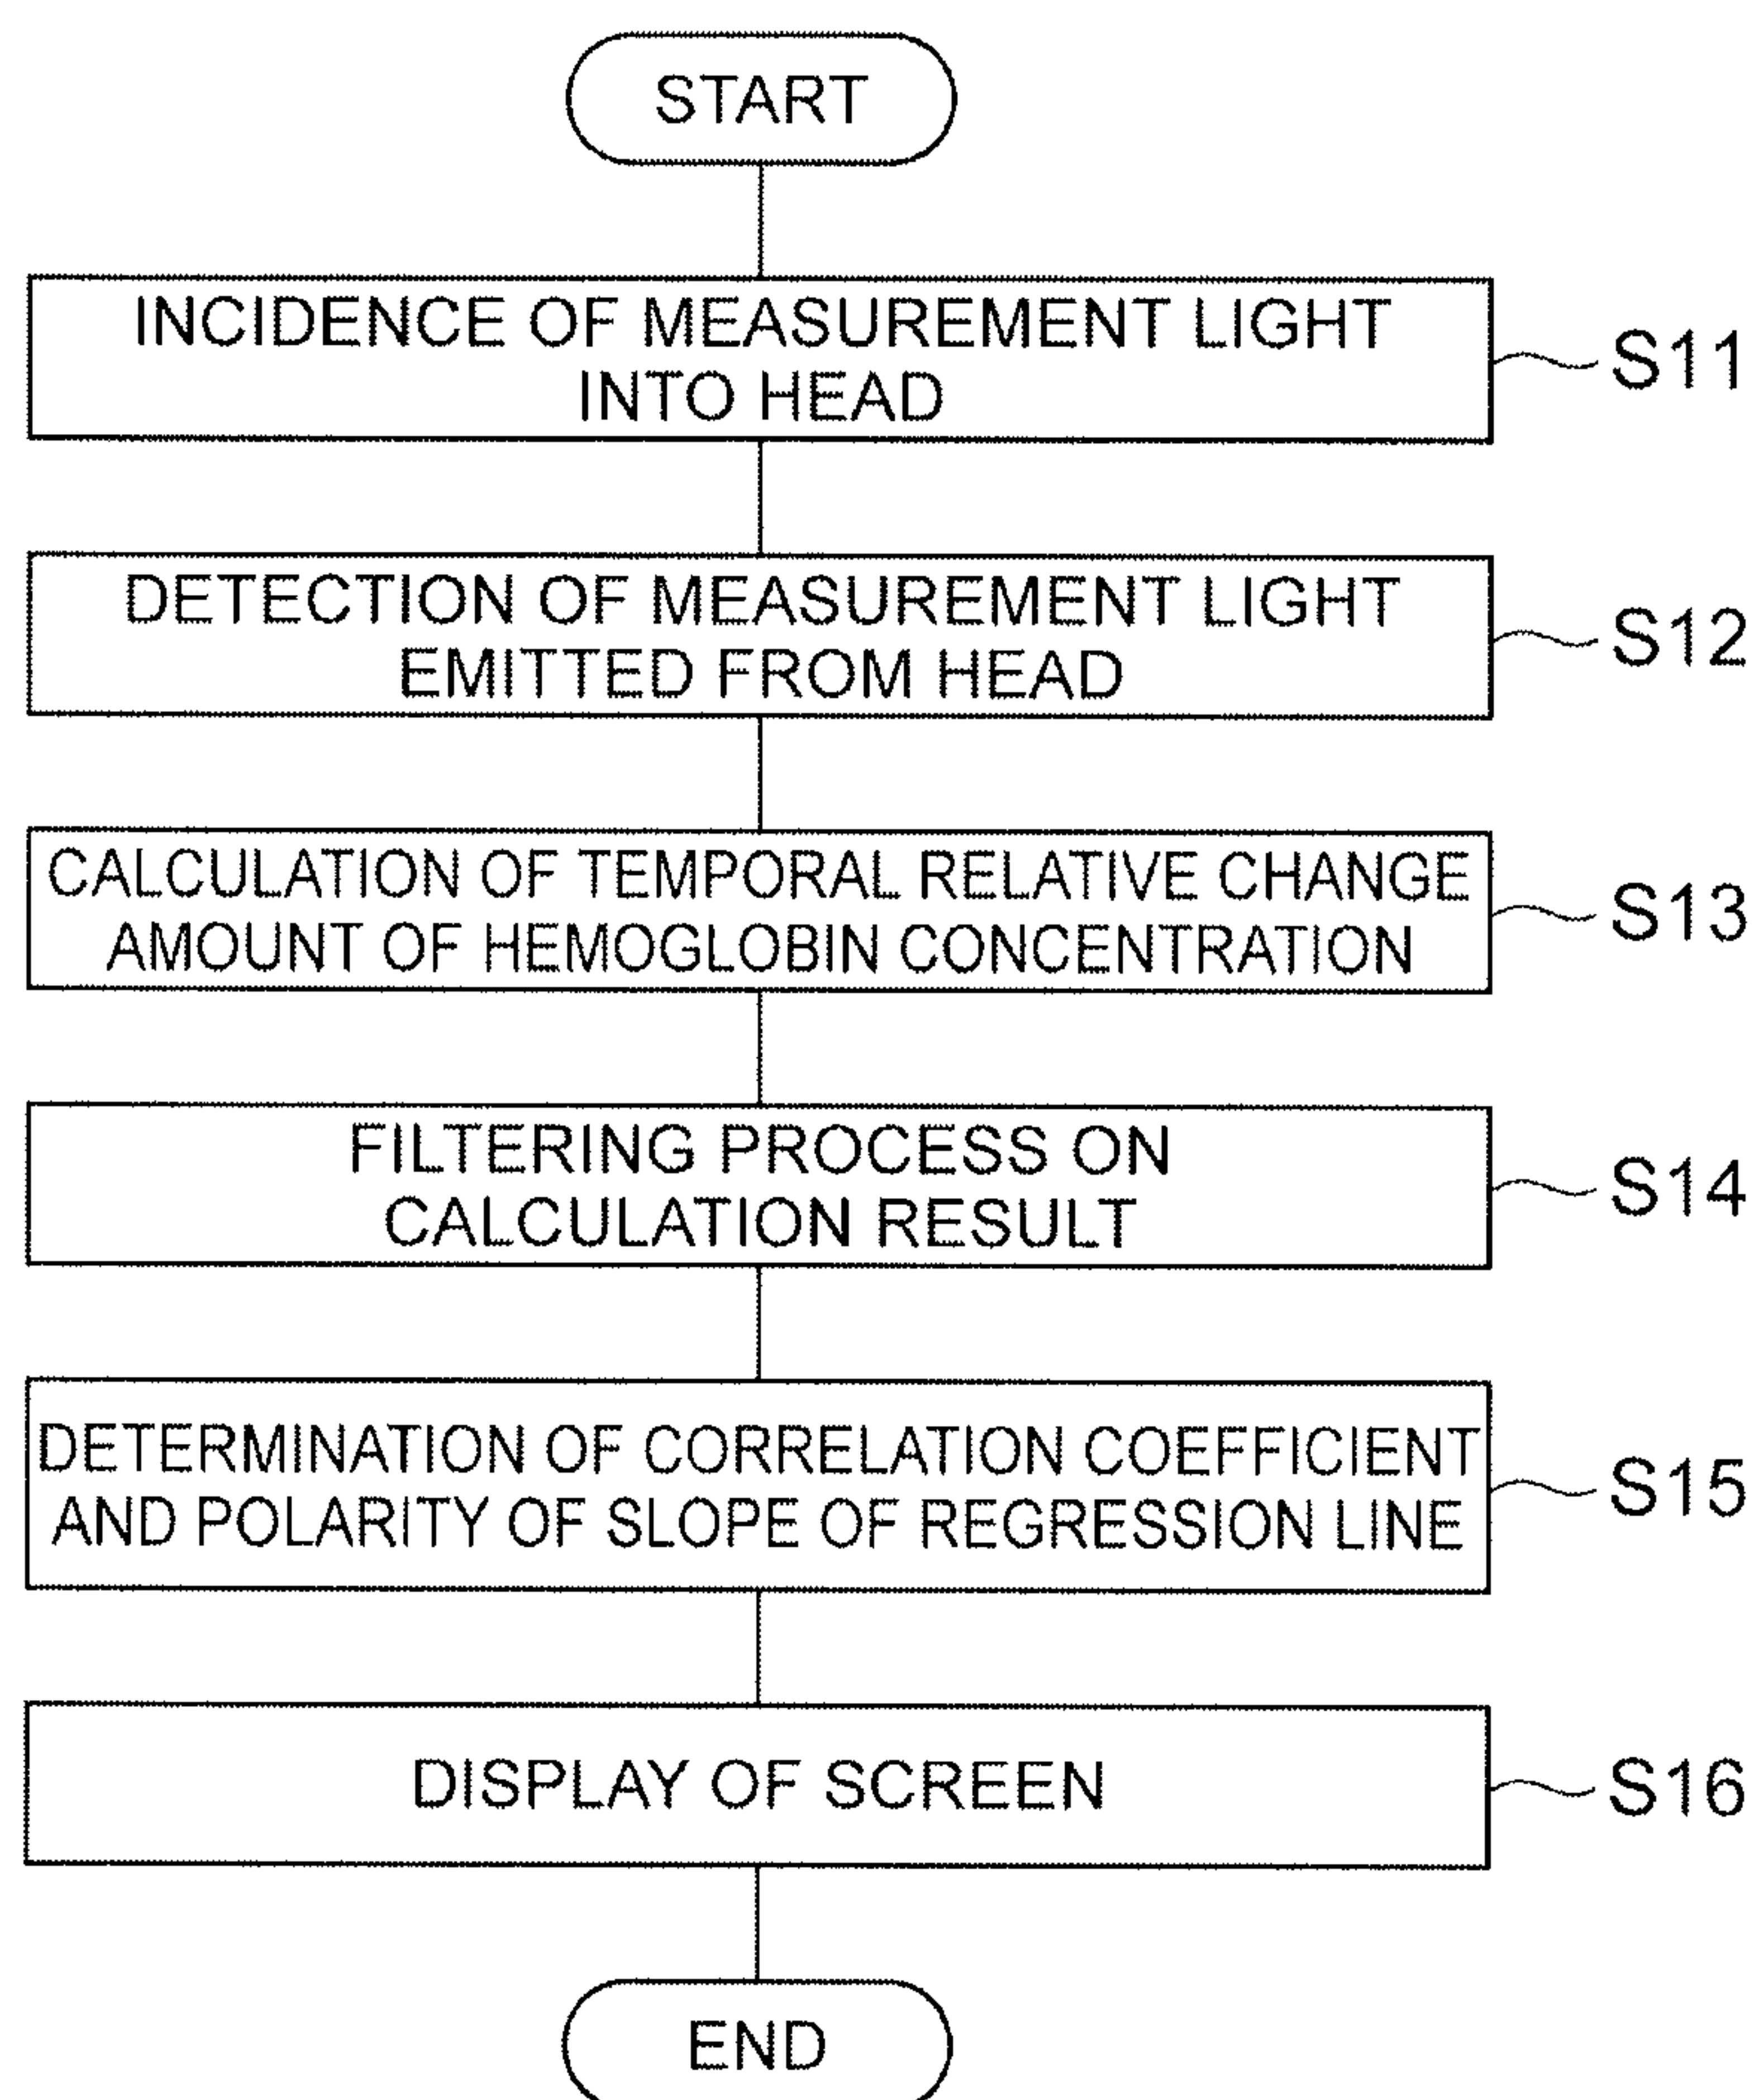 START
INCIDENCE OF MEASUREMENT LIGHT
INTO HEAD
S11
DETECTION OF MEASUREMENT LIGHT
EMITTED FROM HEAD
S12
CALCULATION OF TEMPORAL RELATIVE CHANGE
AMOUNT OF HEMOGLOBIN CONCENTRATION
S13
FILTERING PROCESS ON
CALCULATION RESULT
S14
DETERMINATION OF CORRELATION COEFFICIENT
AND POLARITY OF SLOPE OF REGRESSION LINE
S15
DISPLAY OF SCREEN
S16
END